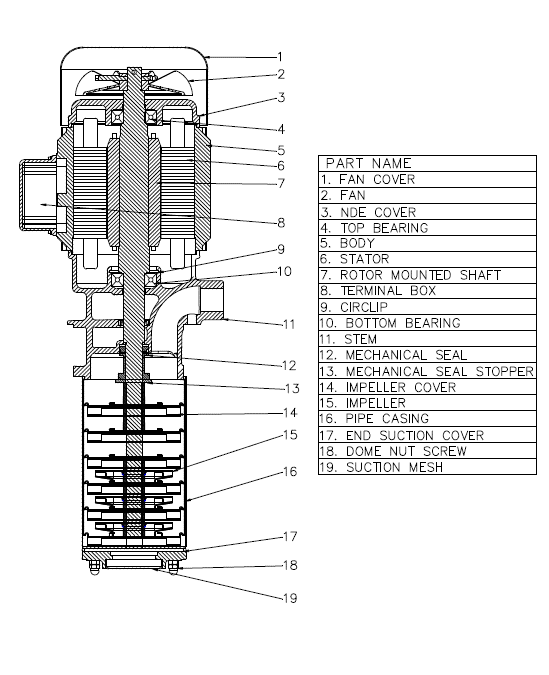 1
2
3
4
5
6
7
8
9
10
11
12
13
14
15
16
17
18
19
PART NAME
1. FAN COVER
2. FAN
3. NDE COVER
4. TOP BEARING
5. BODY
6. STATOR
7. ROTOR MOUNTED SHAFT
8. TERMINAL BOX
9. CIRCLIP
10. BOTTOM BEARING
11. STEM
12. MECHANICAL SEAL
13. MECHANICAL SEAL STOPPER
14. IMPELLER COVER
15. IMPELLER
16. PIPE CASING
17. END SUCTION COVER
18. DOME NUT SCREW
19. SUCTION MESH